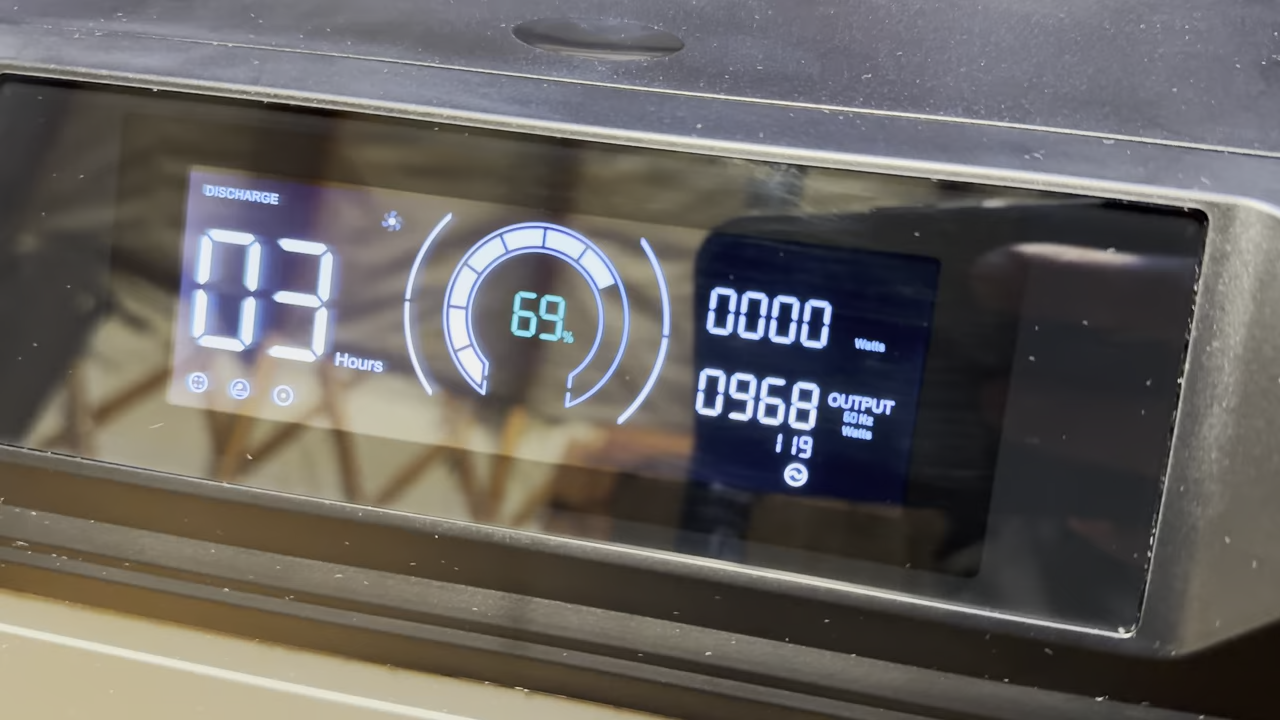 DISCHARGE
03 Hours
69%
0000 Watts
0968 OUTPUT
60 Hz
Watts
119